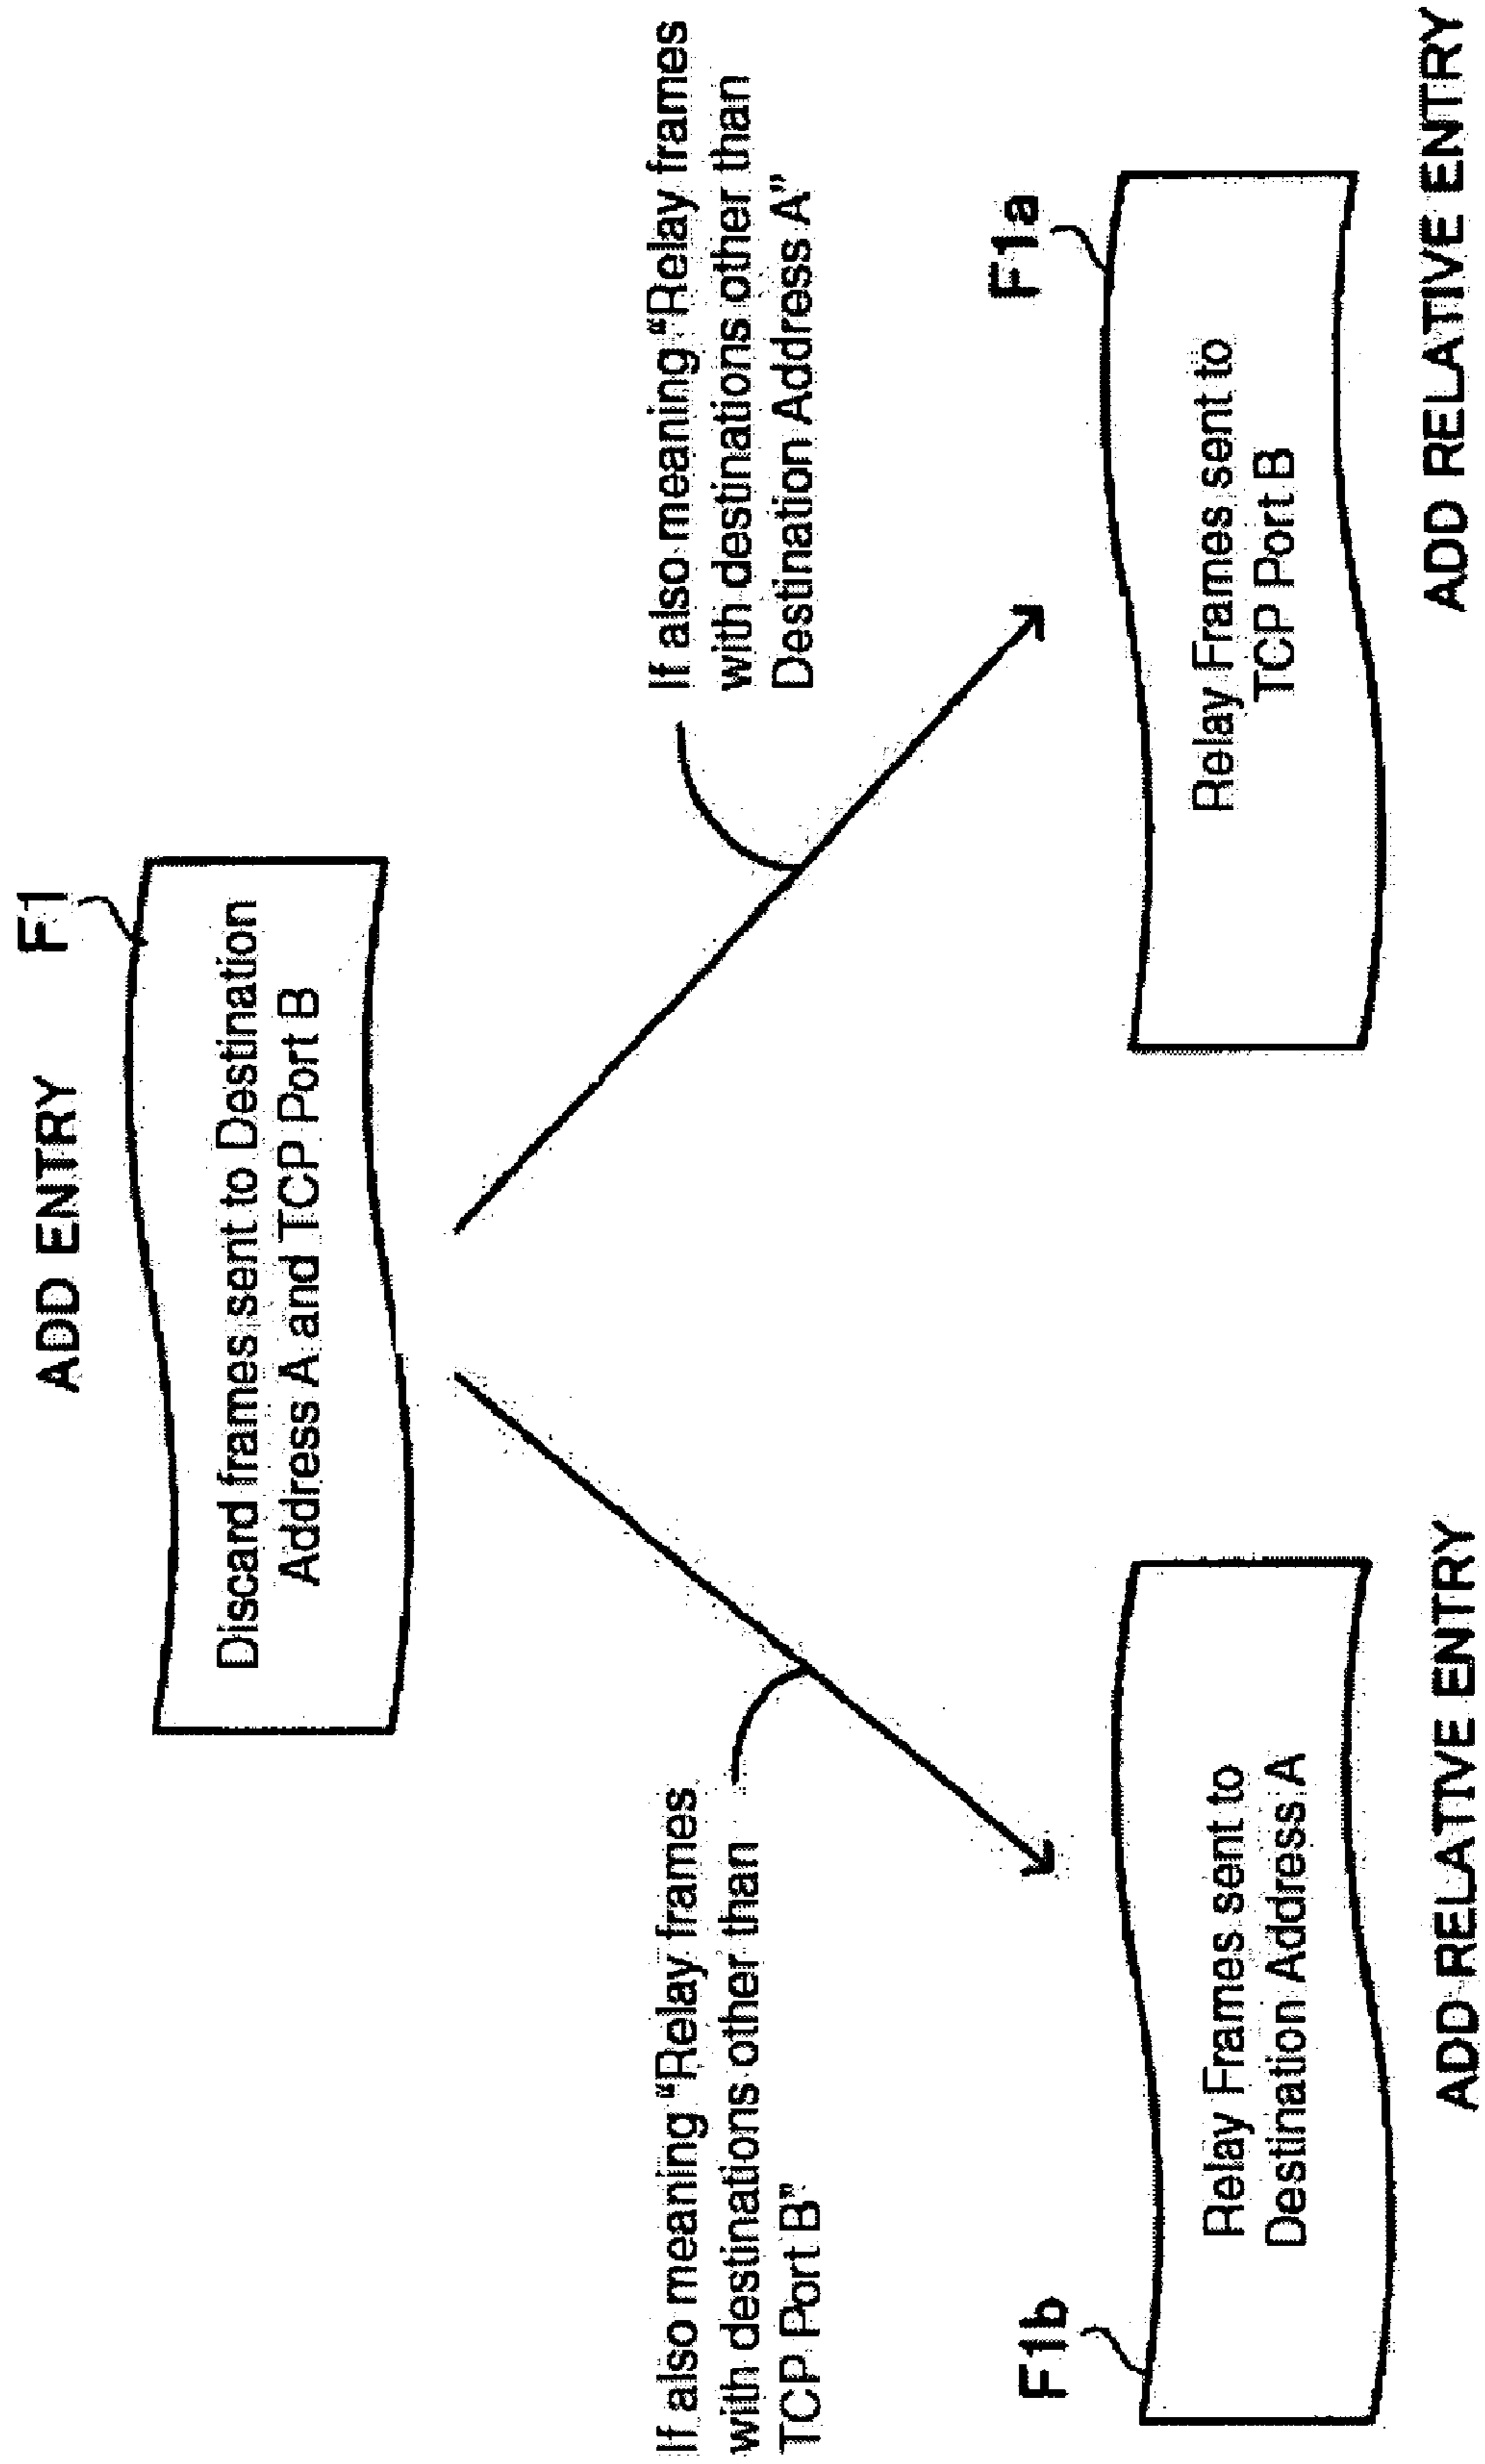 ADD ENTRY
F1
Discard frames sent to Destination
Address A and TCP Port B
If also meaning "Relay frames
with destinations other than
TCP Port B"
If also meaning "Relay frames
with destinations other than
Destination Address A"
F1b
Relay Frames sent to
Destination Address A
ADD RELATIVE ENTRY
F1a
Relay Frames sent to
TCP Port B
ADD RELATIVE ENTRY